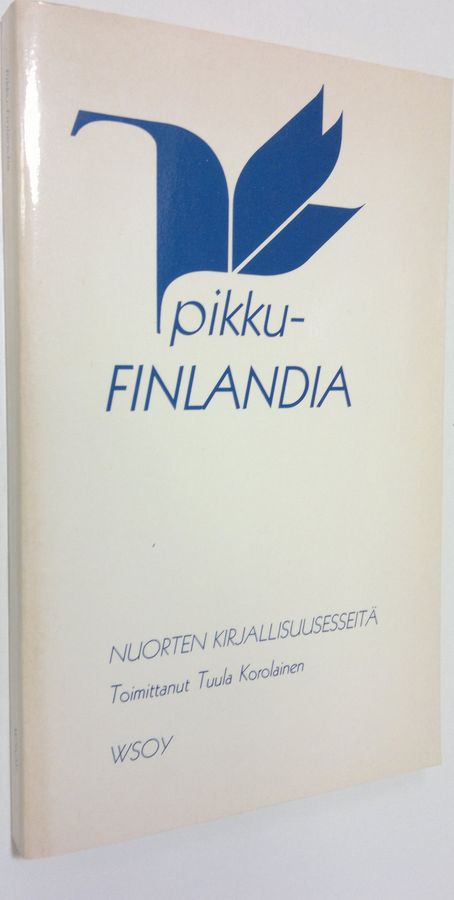 pikku-
FINLANDIA
NUORTEN KIRJALLISUUSESSEITÄ
Toimittanut Tuula Korolainen
WSOY